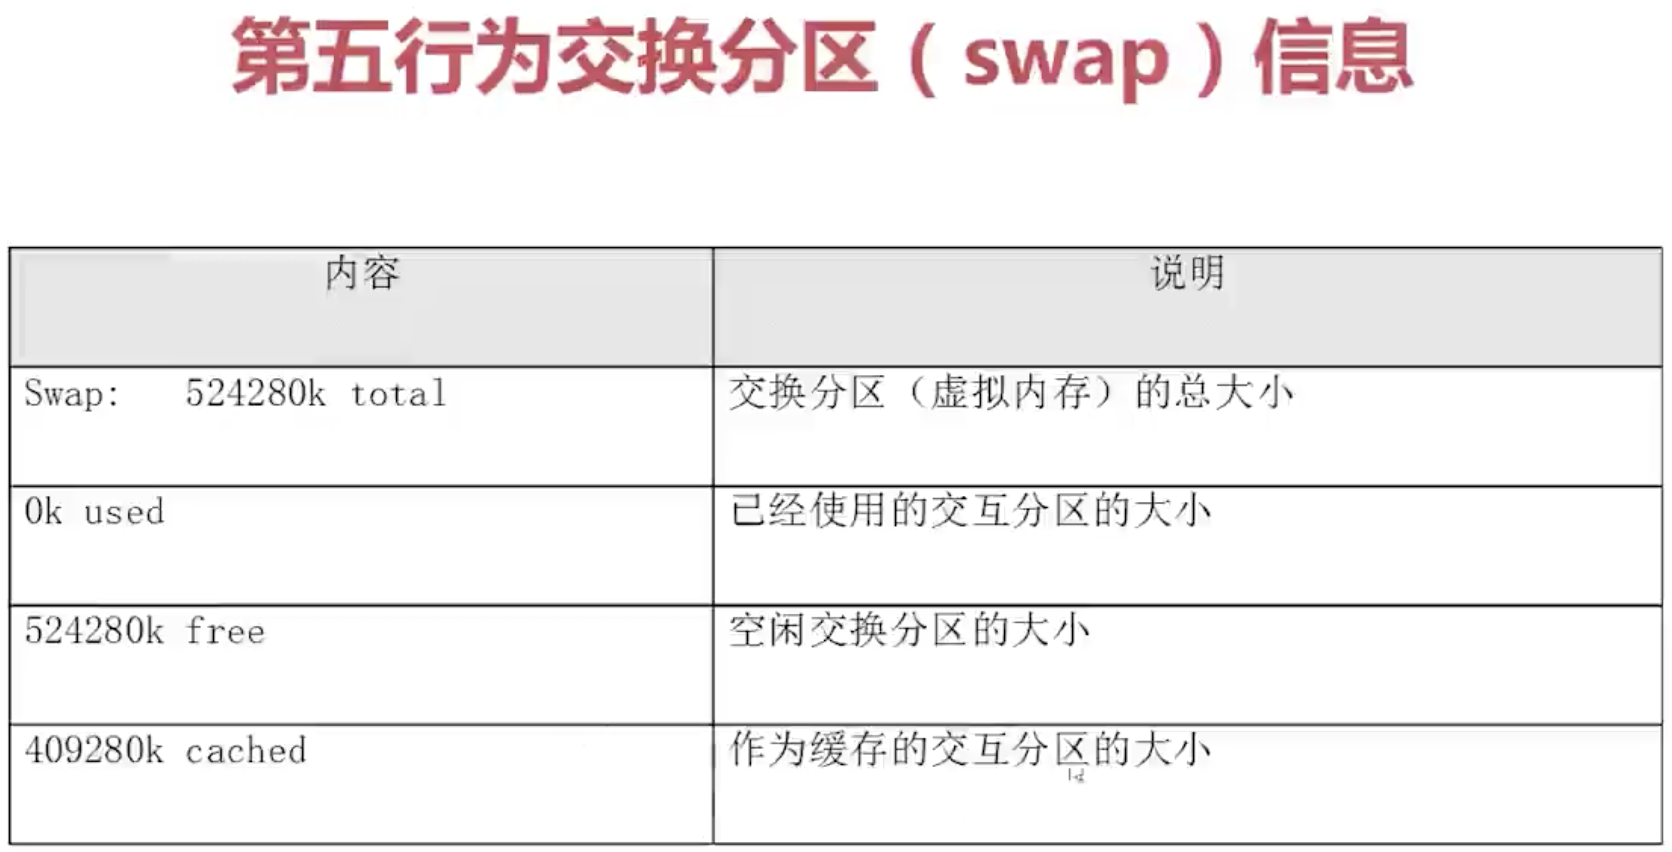 第五行为交换分区（swap）信息
内容 说明
Swap: 524280k total 交换分区（虚拟内存）的总大小
0k used 已经使用的交互分区的大小
524280k free 空闲交换分区的大小
409280k cached 作为缓存的交互分区的大小